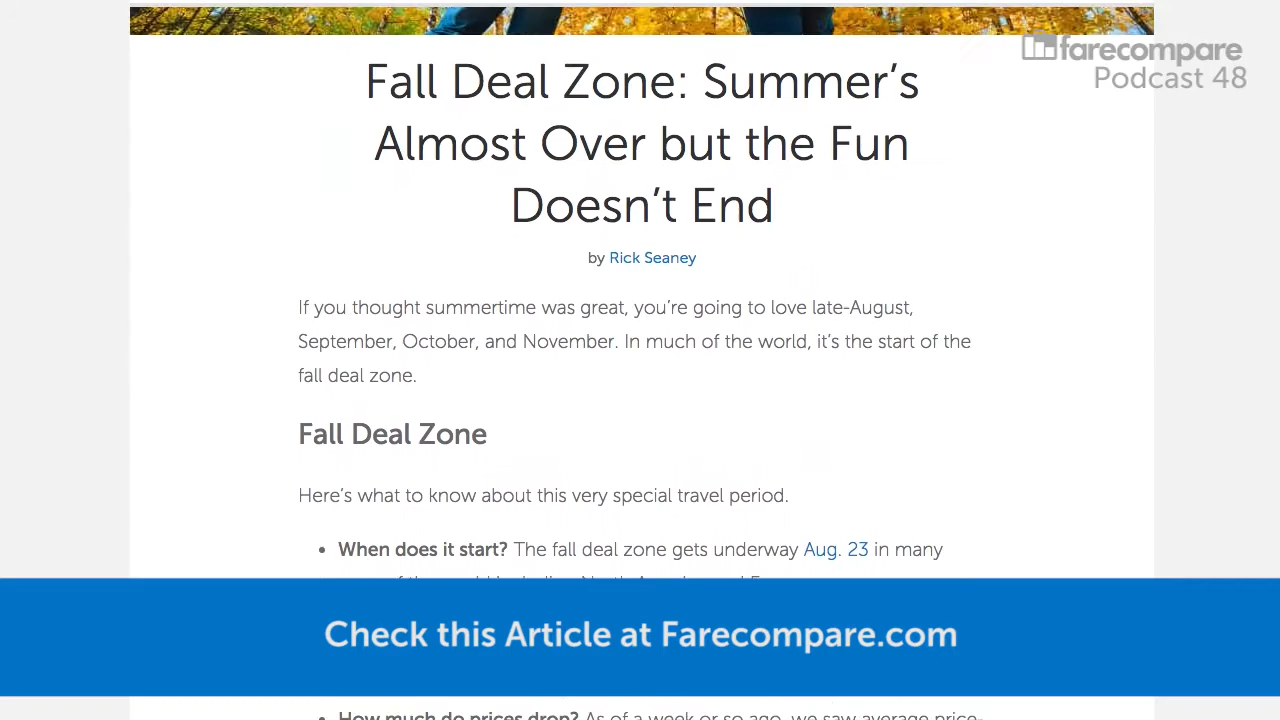 farecompare
Podcast 48
Fall Deal Zone: Summer’s
Almost Over but the Fun
Doesn’t End
by Rick Seaney
If you thought summertime was great, you’re going to love late-August,
September, October, and November. In much of the world, it’s the start of the
fall deal zone.
Fall Deal Zone
Here’s what to know about this very special travel period.
• When does it start? The fall deal zone gets underway Aug. 23 in many
Check this Article at Farecompare.com
• How much do prices drop? As of a week or so ago, we saw average price-